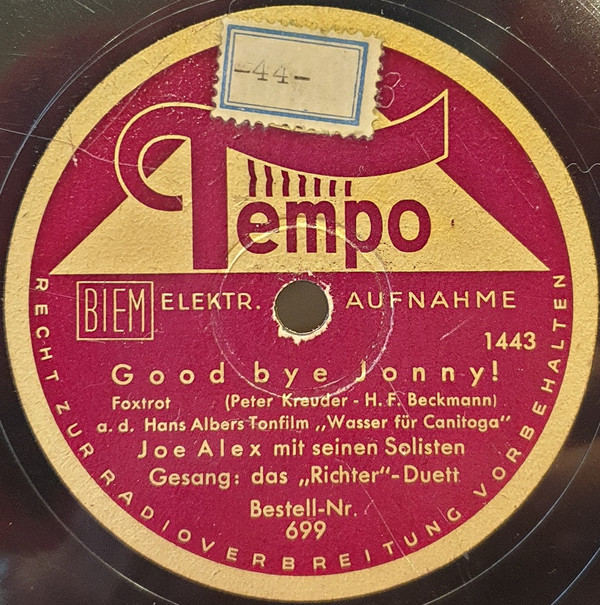 -44-
Tempo
BIEM ELEKTR. AUFNAHME
1443
Good bye Jonny!
Foxtrot (Peter Kreuder - H. F. Beckmann)
a. d. Hans Albers Tonfilm „Wasser für Canitoga"
Joe Alex mit seinen Solisten
Gesang: das „Richter"-Duett
Bestell-Nr.
699
RECHT ZUR RADIOVERBREITUNG VORBEHALTEN